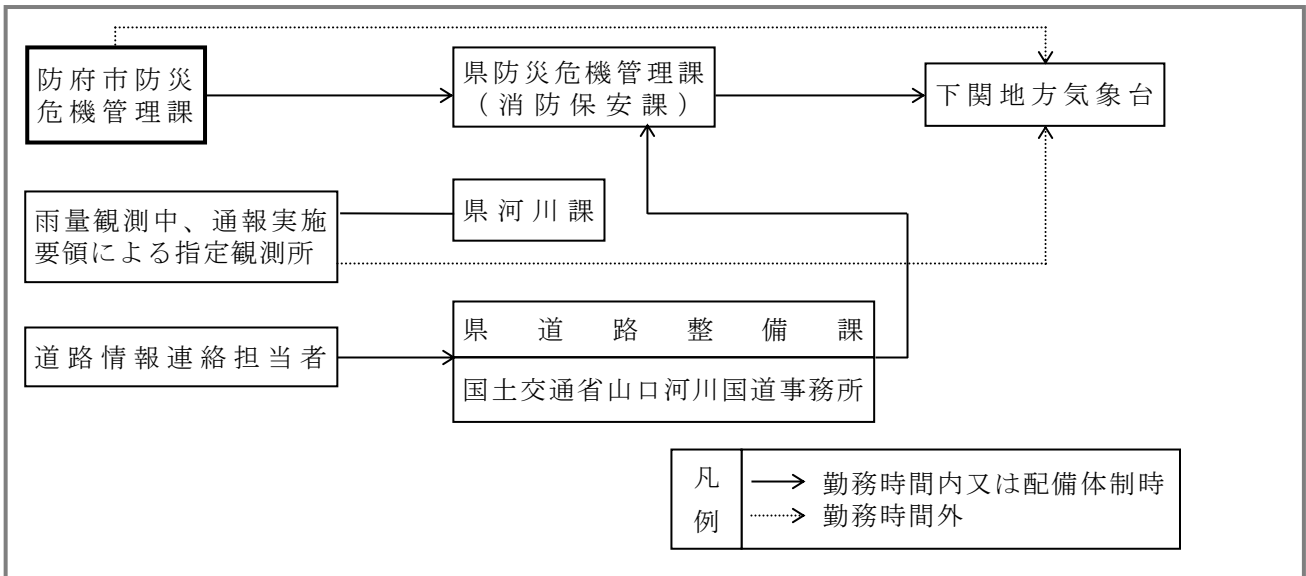 防府市防災
危機管理課
県防災危機管理課
（消防保安課）
下関地方気象台
雨量観測中、通報実施
要領による指定観測所
県河川課
道路情報連絡担当者
県道路整備課
国土交通省山口河川国道事務所
凡例
勤務時間内又は配備体制時
勤務時間外